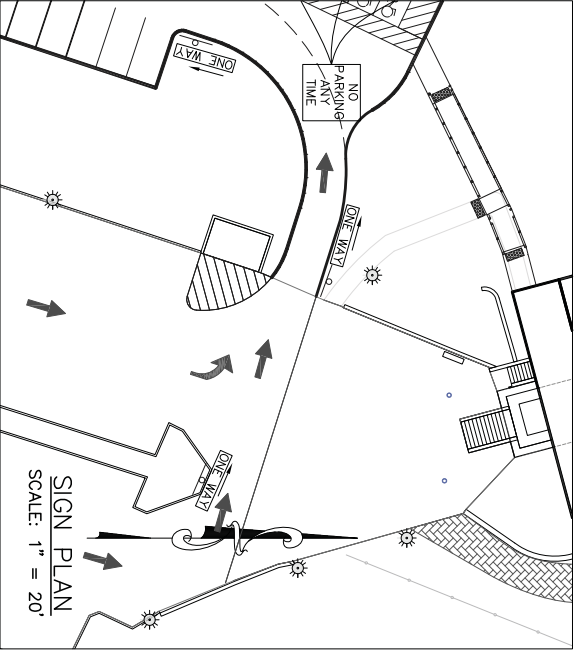 ONE WAY
NO
PARKING
ANY
TIME
ONE WAY
ONE WAY
SIGN PLAN
SCALE: 1" = 20'